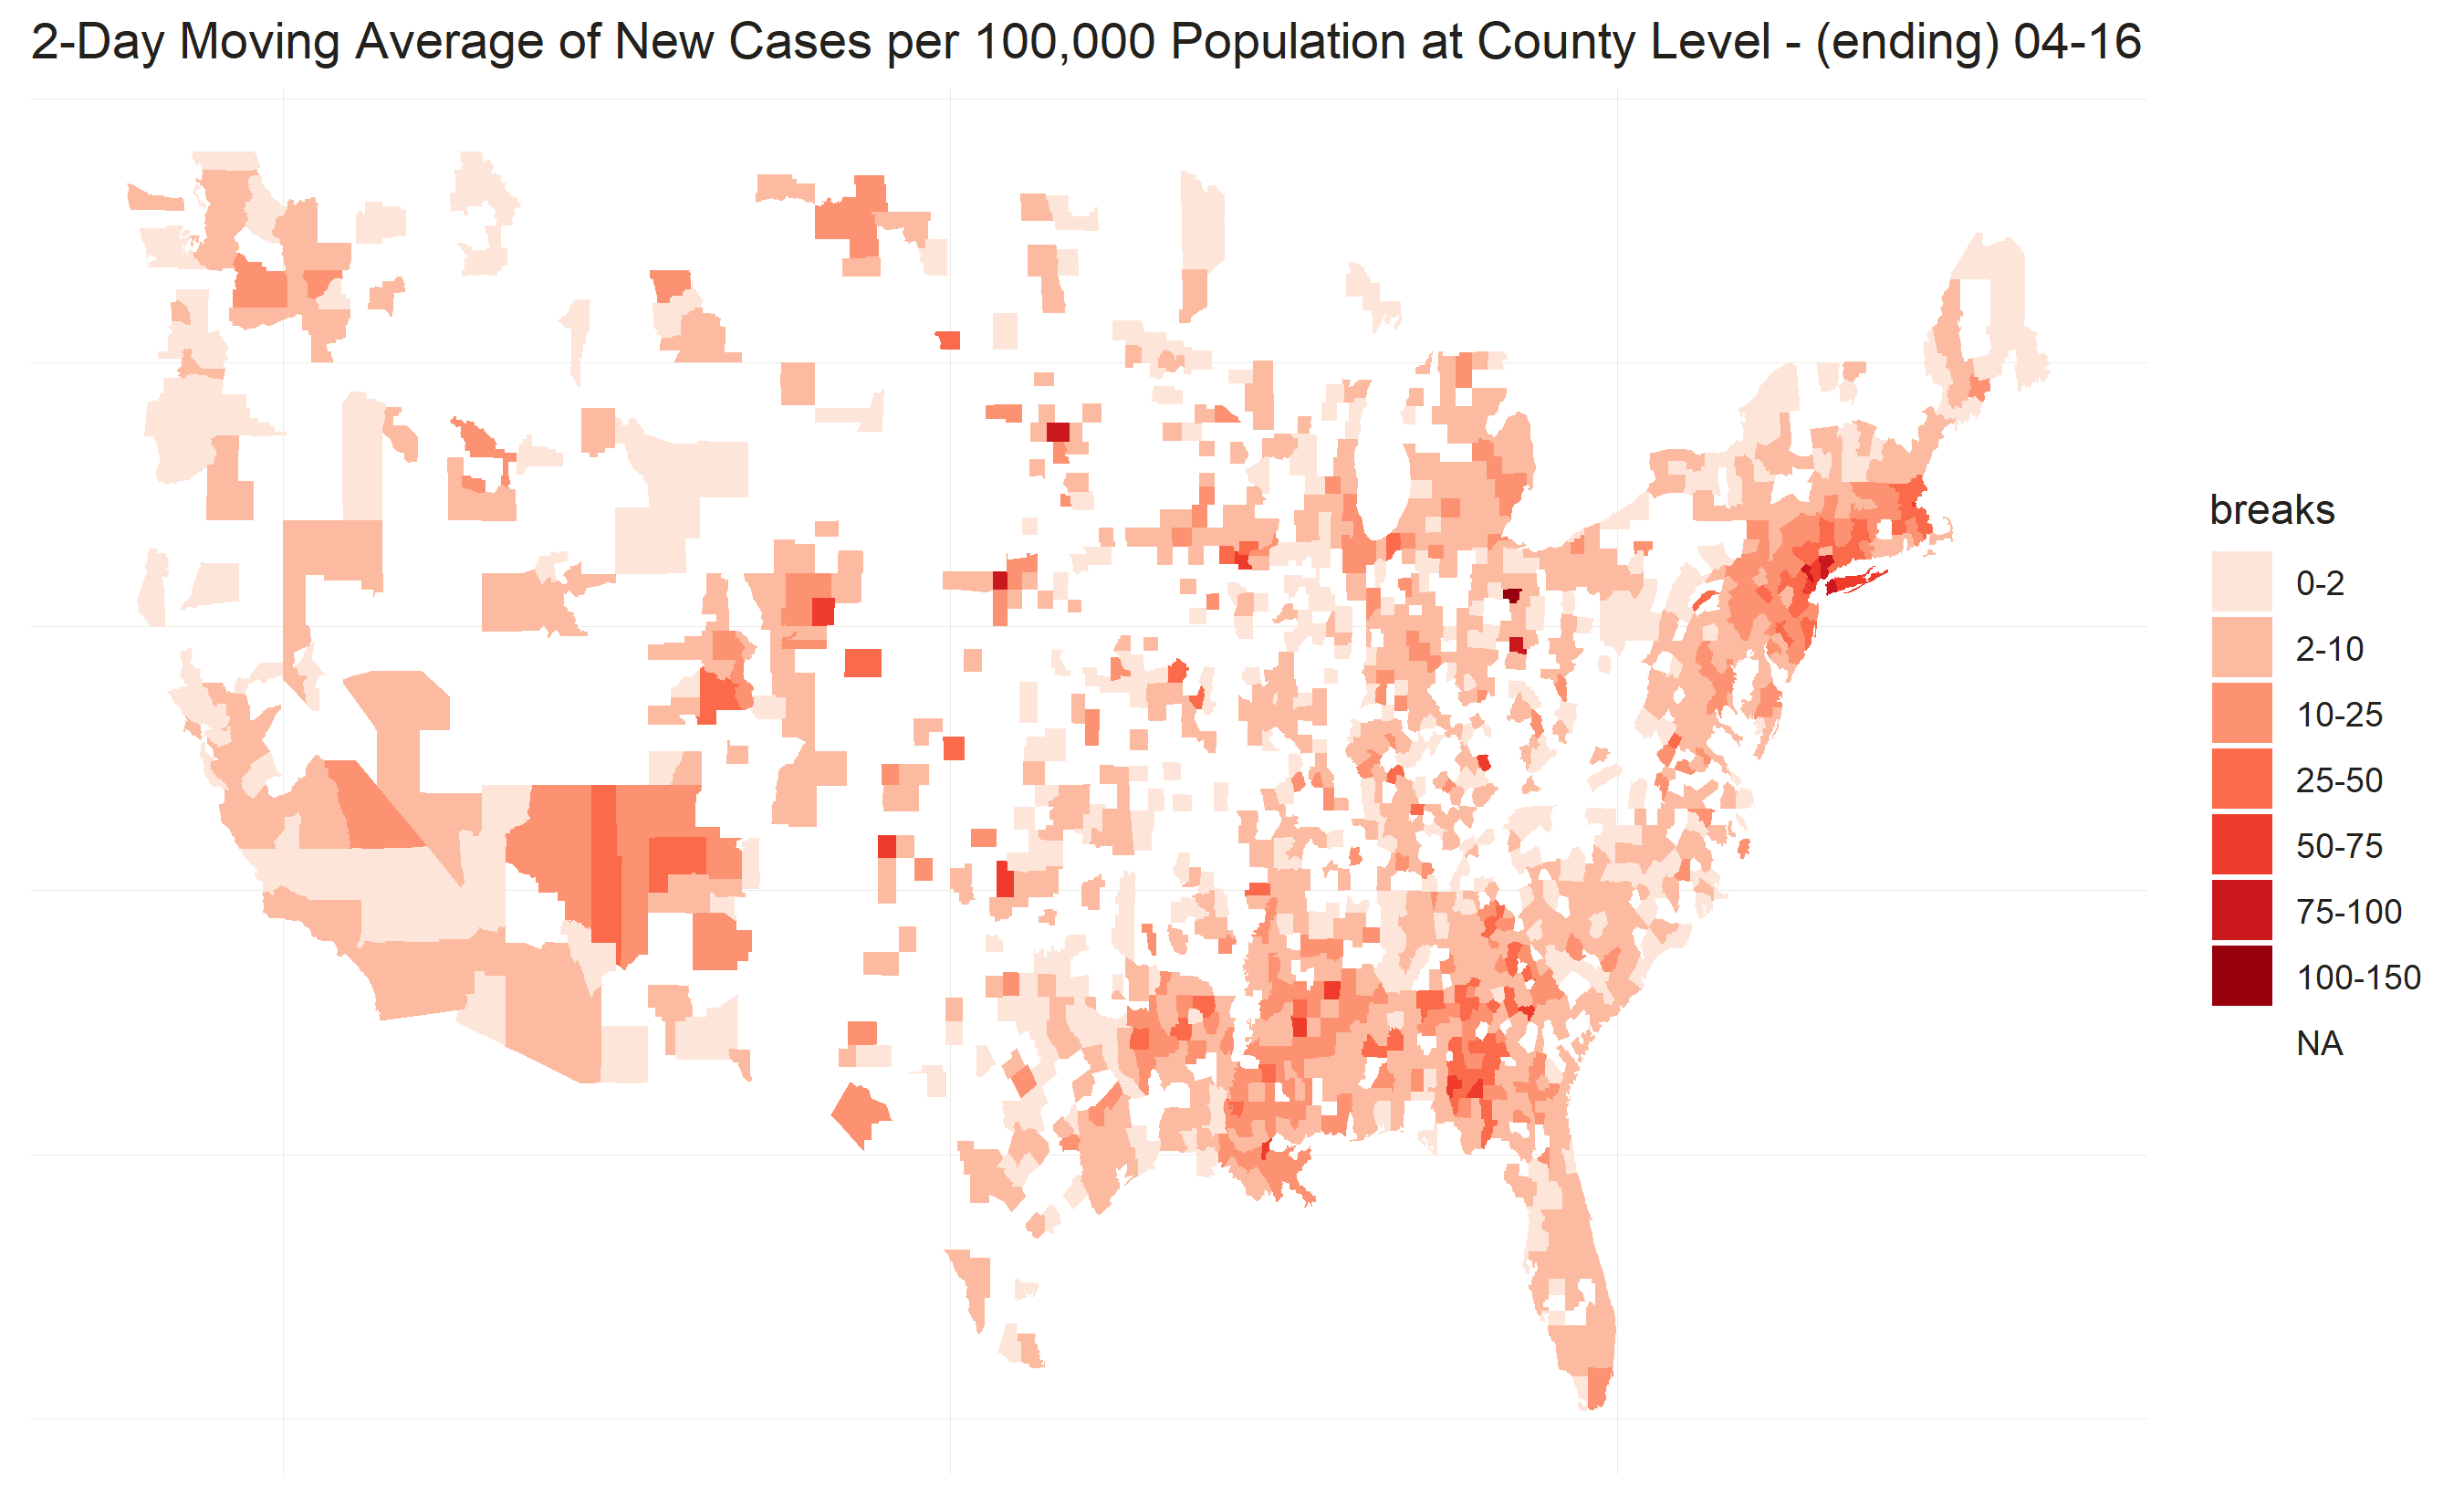 2-Day Moving Average of New Cases per 100,000 Population at County Level - (ending) 04-16
breaks
0-2
2-10
10-25
25-50
50-75
75-100
100-150
NA